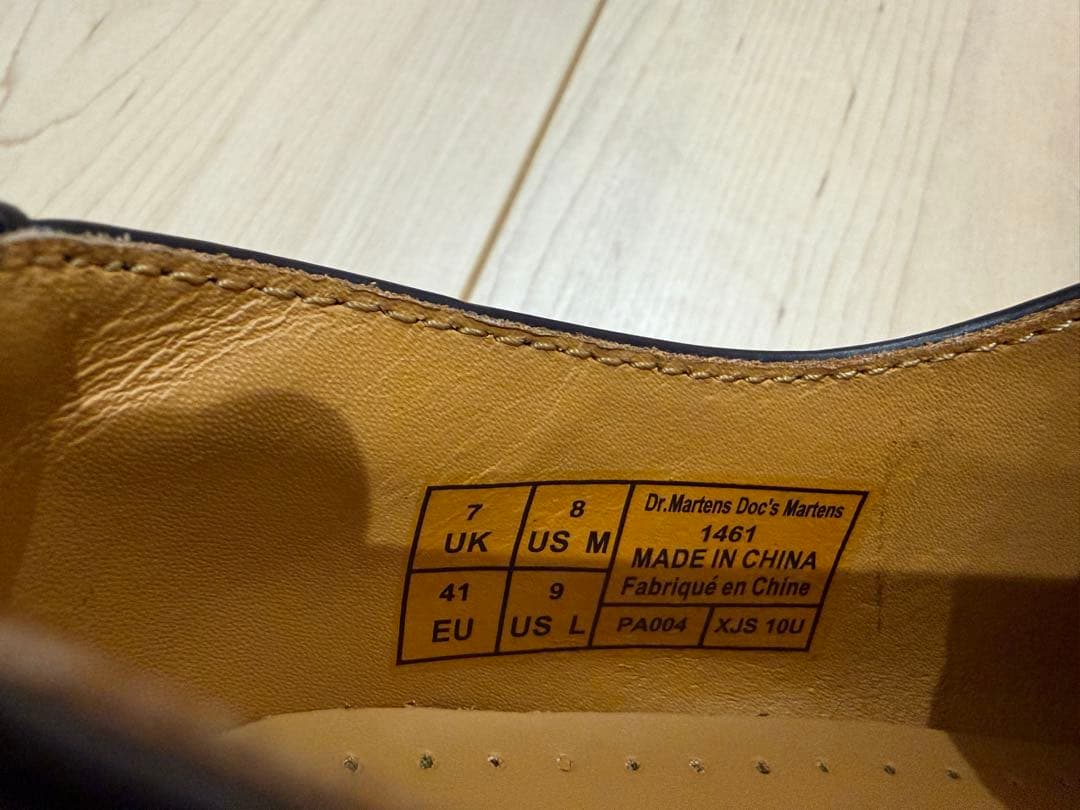 7
UK
8
US M
41
EU
9
US L
Dr.Martens Doc's Martens
1461
MADE IN CHINA
Fabriqué en Chine
PA004
XJS 10U